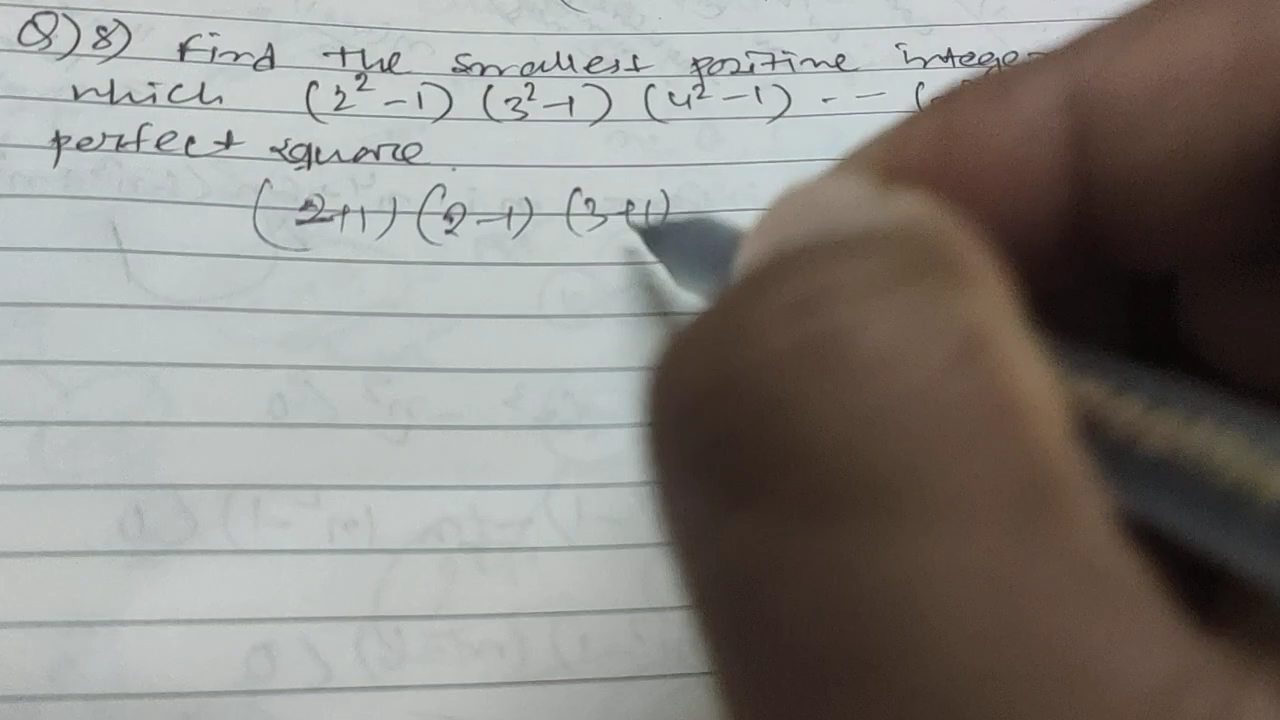 Q) 8) Find the smallest positive intege
which (2²-1) (3²-1) (4²-1) - - - (
perfect square.
(2+1) (2-1) (3+1)